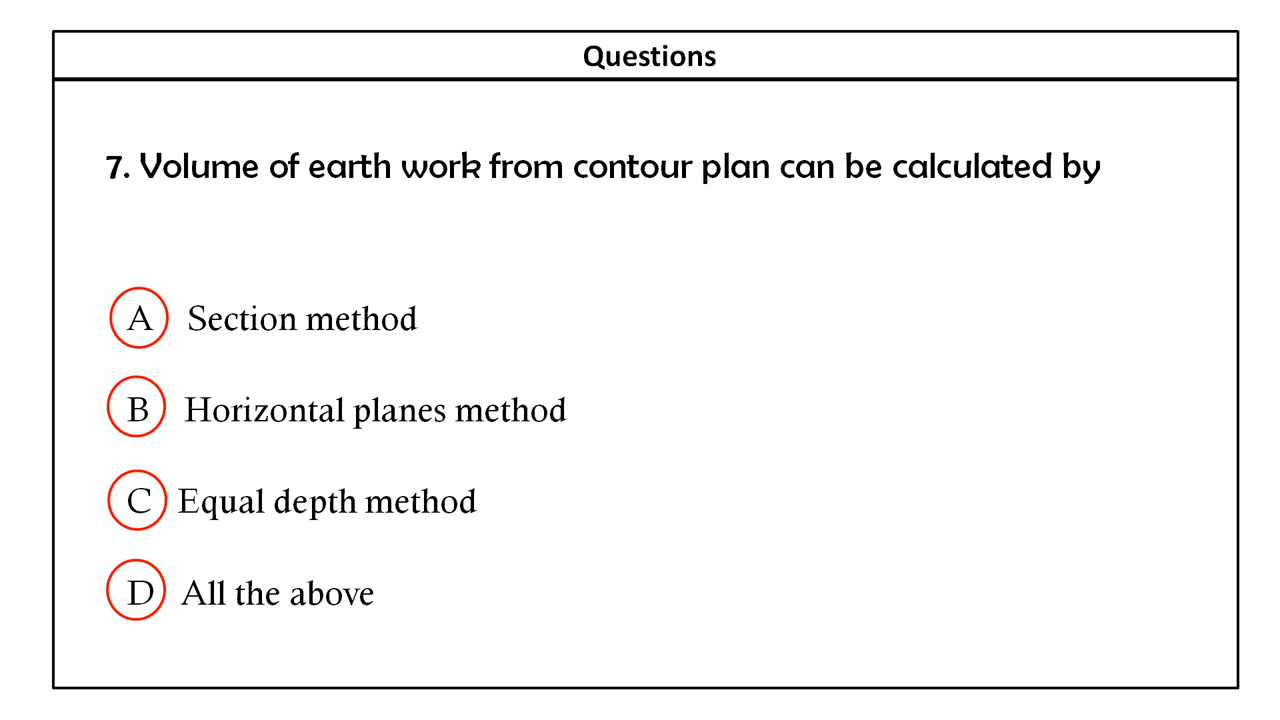 Questions
7. Volume of earth work from contour plan can be calculated by
A Section method
B Horizontal planes method
C Equal depth method
D All the above